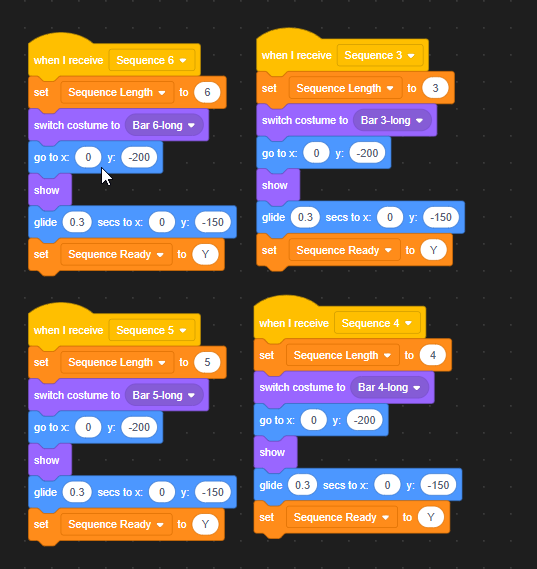 when I receive Sequence 6
set Sequence Length to 6
switch costume to Bar 6-long
go to x: 0 y: -200
show
glide 0.3 secs to x: 0 y: -150
set Sequence Ready to Y
when I receive Sequence 3
set Sequence Length to 3
switch costume to Bar 3-long
go to x: 0 y: -200
show
glide 0.3 secs to x: 0 y: -150
set Sequence Ready to Y
when I receive Sequence 5
set Sequence Length to 5
switch costume to Bar 5-long
go to x: 0 y: -200
show
glide 0.3 secs to x: 0 y: -150
set Sequence Ready to Y
when I receive Sequence 4
set Sequence Length to 4
switch costume to Bar 4-long
go to x: 0 y: -200
show
glide 0.3 secs to x: 0 y: -150
set Sequence Ready to Y